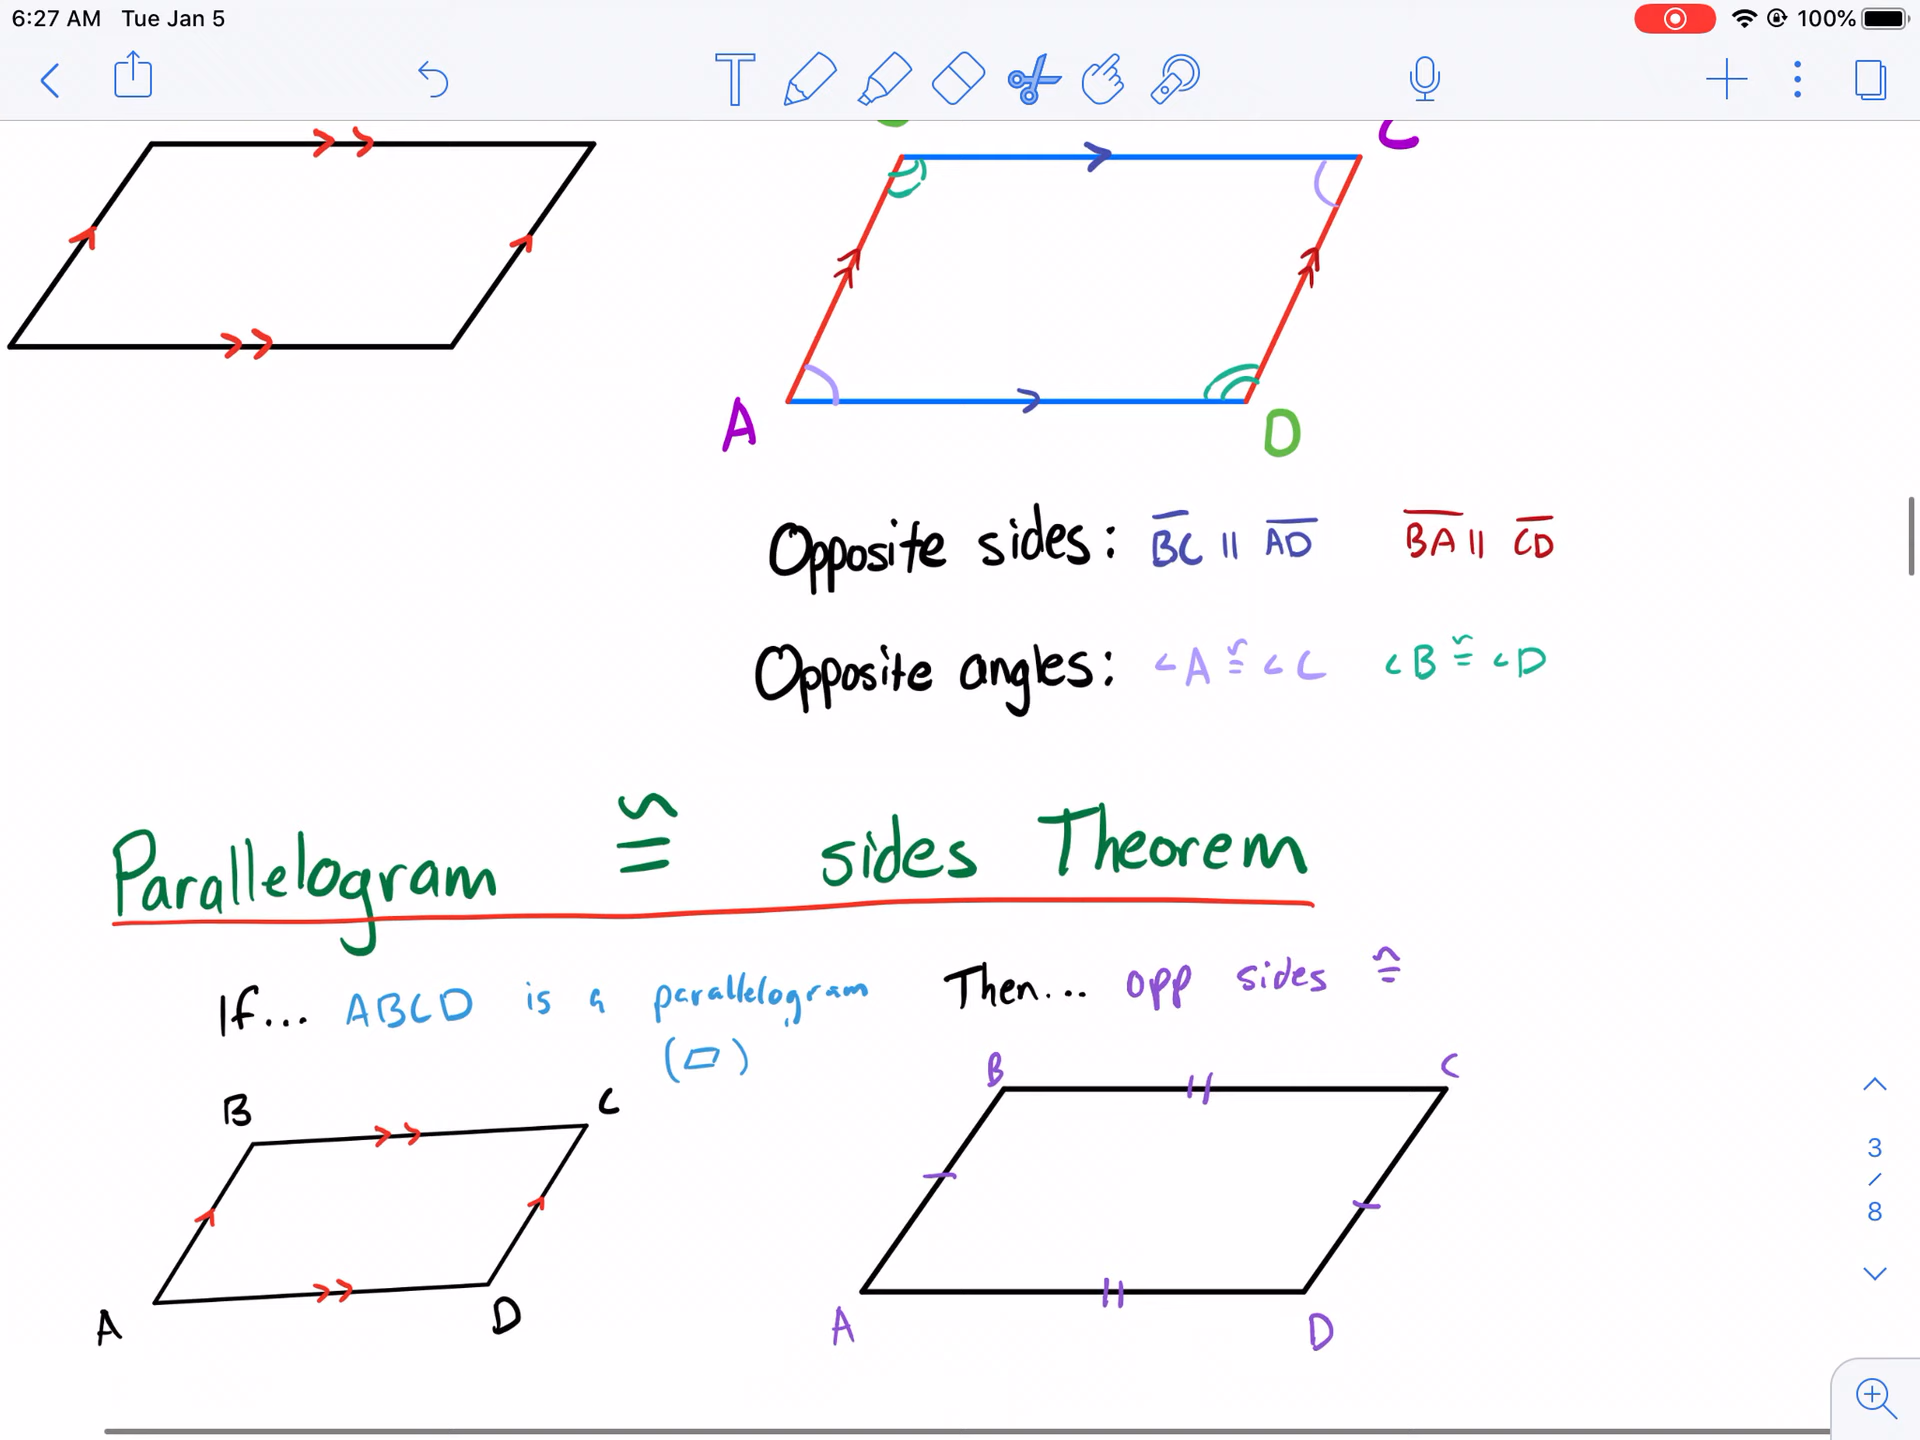 6:27 AM Tue Jan 5 100%
T
C
A
D
Opposite sides: BC || AD BA || CD
Opposite angles: ∠A ≅ ∠C ∠B ≅ ∠D
Parallelogram ≅ sides Theorem
If... ABCD is a parallelogram
(▱)
Then... opp sides ≅
B C
A D
B C
A D
3
/
8